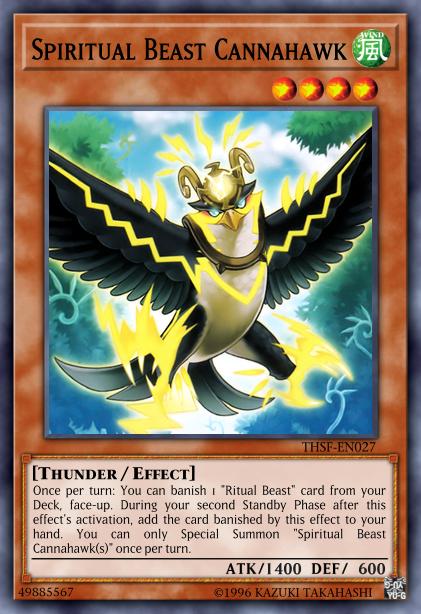 Spiritual Beast Cannahawk
WIND
風
THSF-EN027
[Thunder / Effect]
Once per turn: You can banish 1 "Ritual Beast" card from your
Deck, face-up. During your second Standby Phase after this
effect's activation, add the card banished by this effect to your
hand. You can only Special Summon "Spiritual Beast
Cannahawk(s)" once per turn.
ATK/1400 DEF/ 600
49885567
©1996 KAZUKI TAKAHASHI